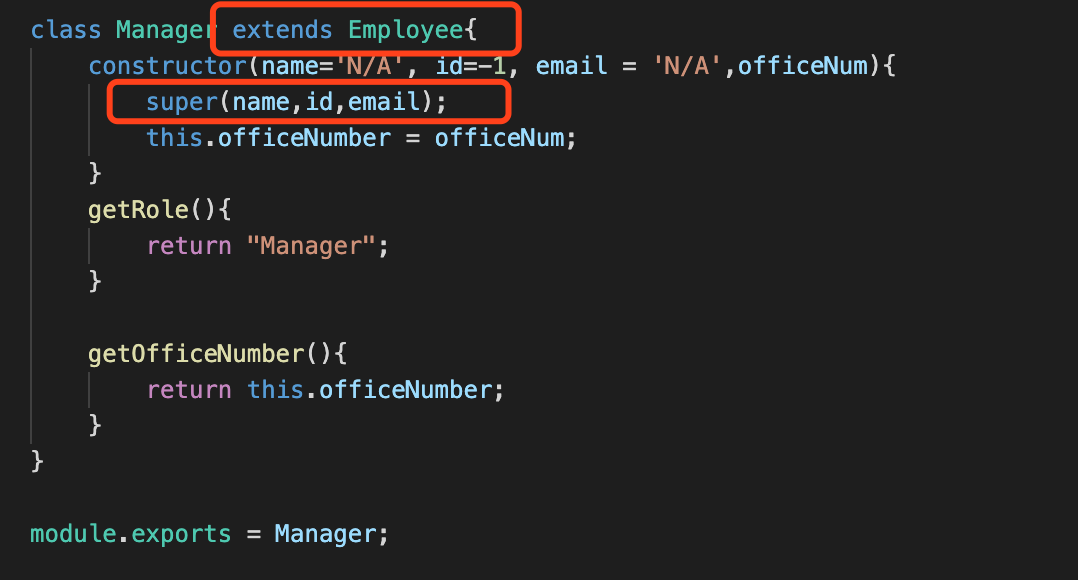 class Manager extends Employee{
constructor(name='N/A', id=-1, email = 'N/A',officeNum){
super(name,id,email);
this.officeNumber = officeNum;
}
getRole(){
return "Manager";
}
getOfficeNumber(){
return this.officeNumber;
}
}
module.exports = Manager;